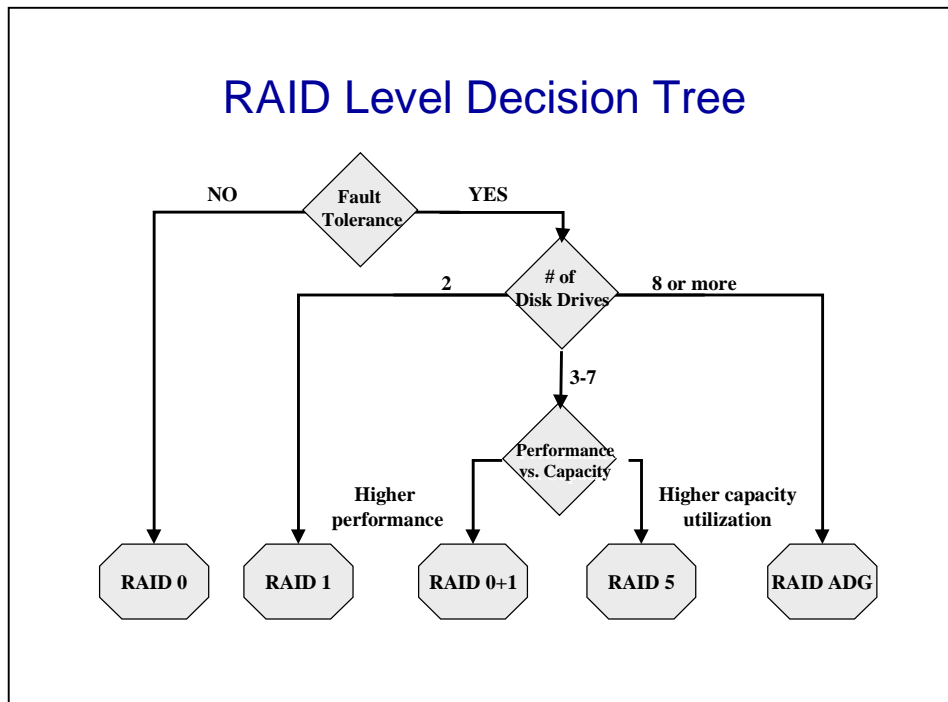 RAID Level Decision Tree
NO
Fault
Tolerance
YES
# of
Disk Drives
2
8 or more
3-7
Performance
vs. Capacity
Higher
performance
Higher capacity
utilization
RAID 0
RAID 1
RAID 0+1
RAID 5
RAID ADG